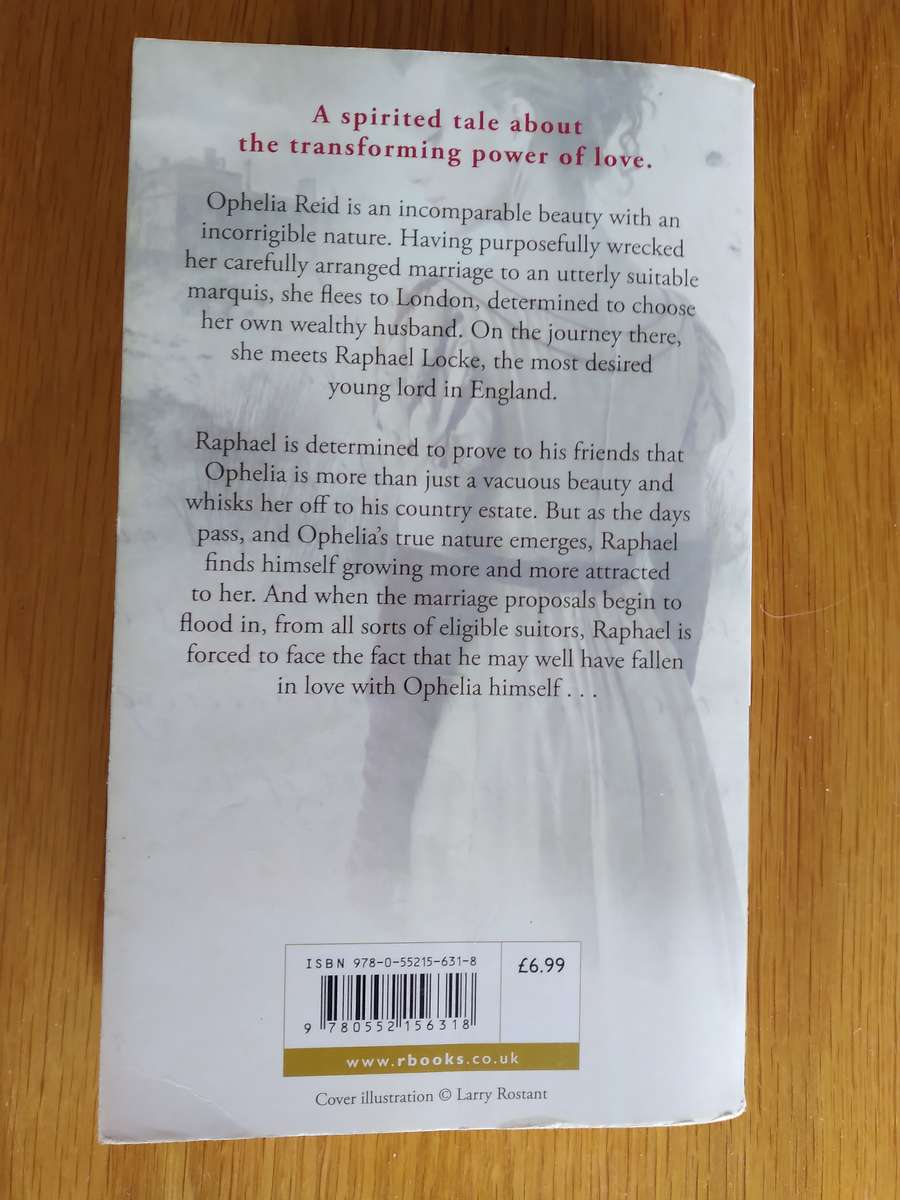 A spirited tale about
the transforming power of love.
Ophelia Reid is an incomparable beauty with an
incorrigible nature. Having purposefully wrecked
her carefully arranged marriage to an utterly suitable
marquis, she flees to London, determined to choose
her own wealthy husband. On the journey there,
she meets Raphael Locke, the most desired
young lord in England.
Raphael is determined to prove to his friends that
Ophelia is more than just a vacuous beauty and
whisks her off to his country estate. But as the days
pass, and Ophelia's true nature emerges, Raphael
finds himself growing more and more attracted
to her. And when the marriage proposals begin to
flood in, from all sorts of eligible suitors, Raphael is
forced to face the fact that he may well have fallen
in love with Ophelia himself . . .
ISBN 978-0-55215-631-8
£6.99
9 780552 156318
www.rbooks.co.uk
Cover illustration © Larry Rostant